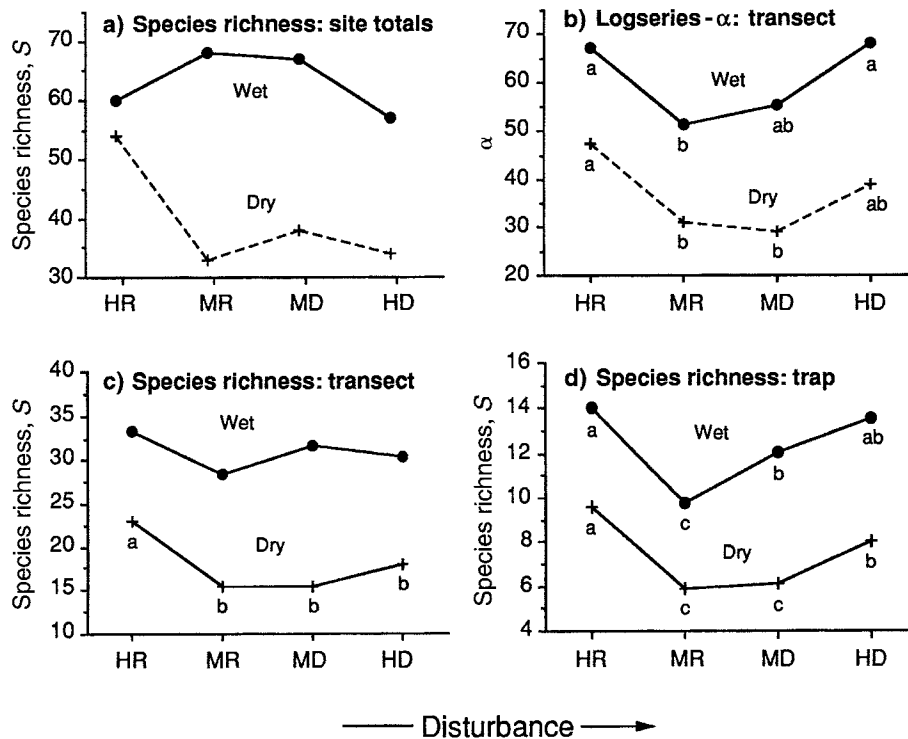 a) Species richness: site totals
Species richness, S
70
60
50
40
30
Wet
Dry
HR MR MD HD
b) Logseries - α: transect
α
70
60
50
40
30
20
Wet
a b ab a
Dry
a b b ab
HR MR MD HD
c) Species richness: transect
Species richness, S
40
35
30
25
20
15
10
Wet
Dry
a b b b
HR MR MD HD
d) Species richness: trap
Species richness, S
16
14
12
10
8
6
4
Wet
a c b ab
Dry
a c c b
HR MR MD HD
Disturbance